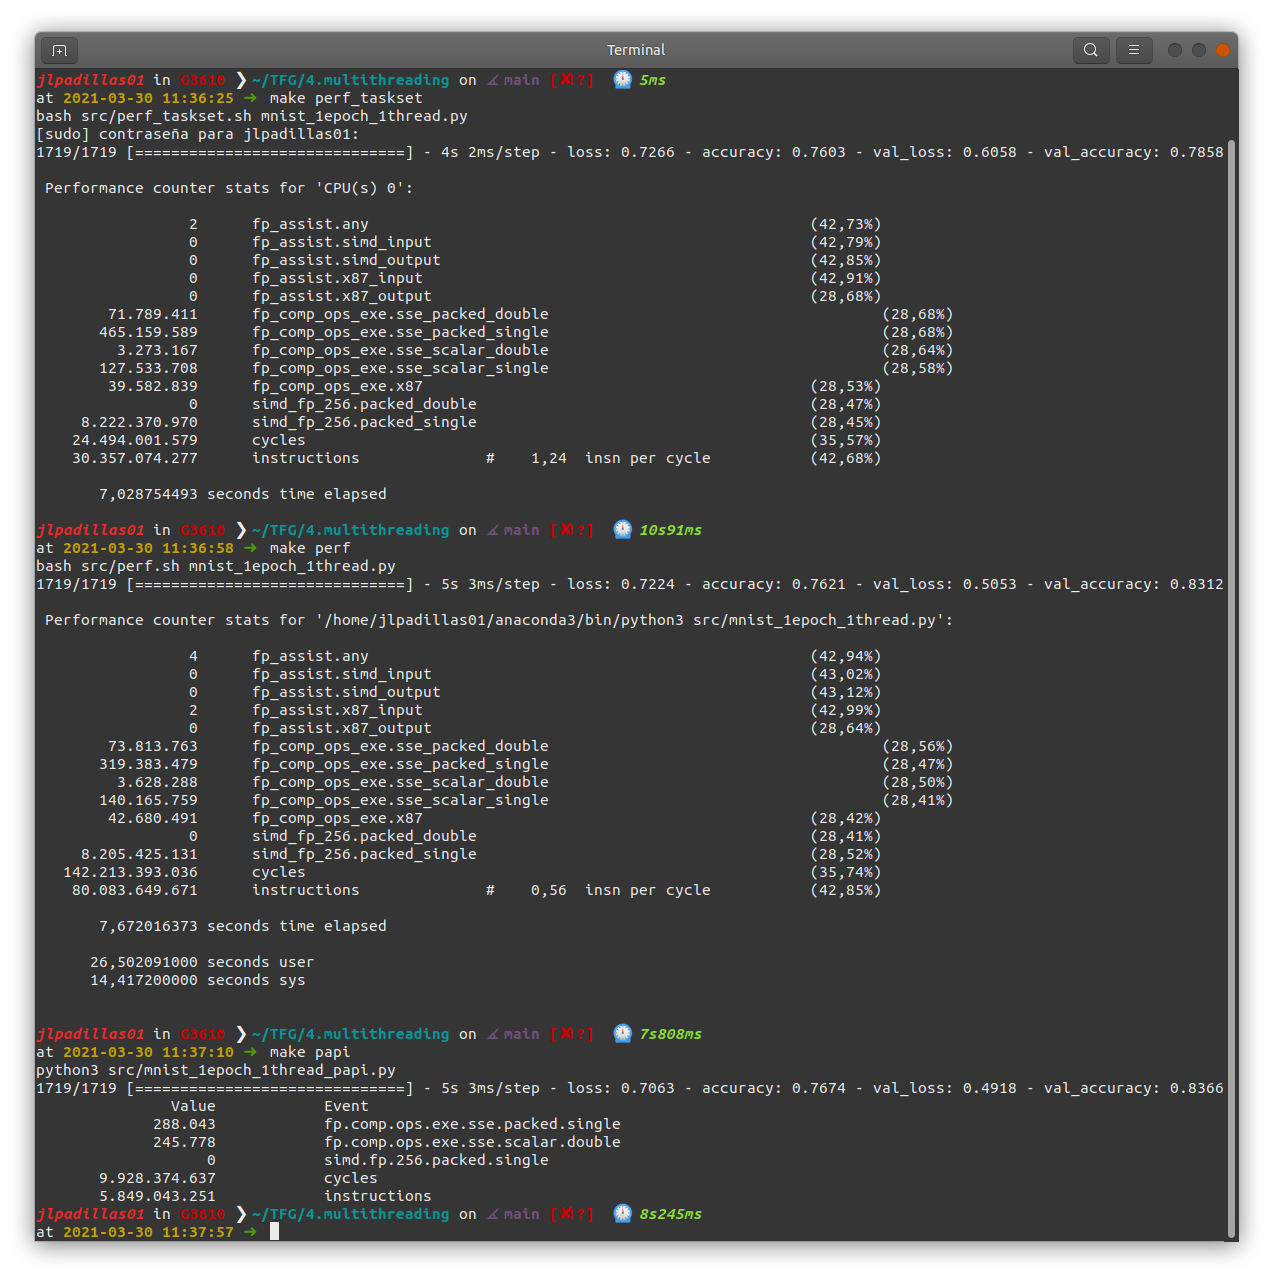 Terminal
jlpadillas01 in G3610 ❯ ~/TFG/4.multithreading on ∡ main [✘!?] 🕛 5ms
at 2021-03-30 11:36:25 ➜ make perf_taskset
bash src/perf_taskset.sh mnist_1epoch_1thread.py
[sudo] contraseña para jlpadillas01:
1719/1719 [==============================] - 4s 2ms/step - loss: 0.7266 - accuracy: 0.7603 - val_loss: 0.6058 - val_accuracy: 0.7858
Performance counter stats for 'CPU(s) 0':
2 fp_assist.any (42,73%)
0 fp_assist.simd_input (42,79%)
0 fp_assist.simd_output (42,85%)
0 fp_assist.x87_input (42,91%)
0 fp_assist.x87_output (28,68%)
71.789.411 fp_comp_ops_exe.sse_packed_double (28,68%)
465.159.589 fp_comp_ops_exe.sse_packed_single (28,68%)
3.273.167 fp_comp_ops_exe.sse_scalar_double (28,64%)
127.533.708 fp_comp_ops_exe.sse_scalar_single (28,58%)
39.582.839 fp_comp_ops_exe.x87 (28,53%)
0 simd_fp_256.packed_double (28,47%)
8.222.370.970 simd_fp_256.packed_single (28,45%)
24.494.001.579 cycles (35,57%)
30.357.074.277 instructions # 1,24 insn per cycle (42,68%)
7,028754493 seconds time elapsed
jlpadillas01 in G3610 ❯ ~/TFG/4.multithreading on ∡ main [✘!?] 🕛 10s91ms
at 2021-03-30 11:36:58 ➜ make perf
bash src/perf.sh mnist_1epoch_1thread.py
1719/1719 [==============================] - 5s 3ms/step - loss: 0.7224 - accuracy: 0.7621 - val_loss: 0.5053 - val_accuracy: 0.8312
Performance counter stats for '/home/jlpadillas01/anaconda3/bin/python3 src/mnist_1epoch_1thread.py':
4 fp_assist.any (42,94%)
0 fp_assist.simd_input (43,02%)
0 fp_assist.simd_output (43,12%)
2 fp_assist.x87_input (42,99%)
0 fp_assist.x87_output (28,64%)
73.813.763 fp_comp_ops_exe.sse_packed_double (28,56%)
319.383.479 fp_comp_ops_exe.sse_packed_single (28,47%)
3.628.288 fp_comp_ops_exe.sse_scalar_double (28,50%)
140.165.759 fp_comp_ops_exe.sse_scalar_single (28,41%)
42.680.491 fp_comp_ops_exe.x87 (28,42%)
0 simd_fp_256.packed_double (28,41%)
8.205.425.131 simd_fp_256.packed_single (28,52%)
142.213.393.036 cycles (35,74%)
80.083.649.671 instructions # 0,56 insn per cycle (42,85%)
7,672016373 seconds time elapsed
26,502091000 seconds user
14,417200000 seconds sys
jlpadillas01 in G3610 ❯ ~/TFG/4.multithreading on ∡ main [✘!?] 🕛 7s808ms
at 2021-03-30 11:37:10 ➜ make papi
python3 src/mnist_1epoch_1thread_papi.py
1719/1719 [==============================] - 5s 3ms/step - loss: 0.7063 - accuracy: 0.7674 - val_loss: 0.4918 - val_accuracy: 0.8366
Value Event
288.043 fp.comp.ops.exe.sse.packed.single
245.778 fp.comp.ops.exe.sse.scalar.double
0 simd.fp.256.packed.single
9.928.374.637 cycles
5.849.043.251 instructions
jlpadillas01 in G3610 ❯ ~/TFG/4.multithreading on ∡ main [✘!?] 🕛 8s245ms
at 2021-03-30 11:37:57 ➜